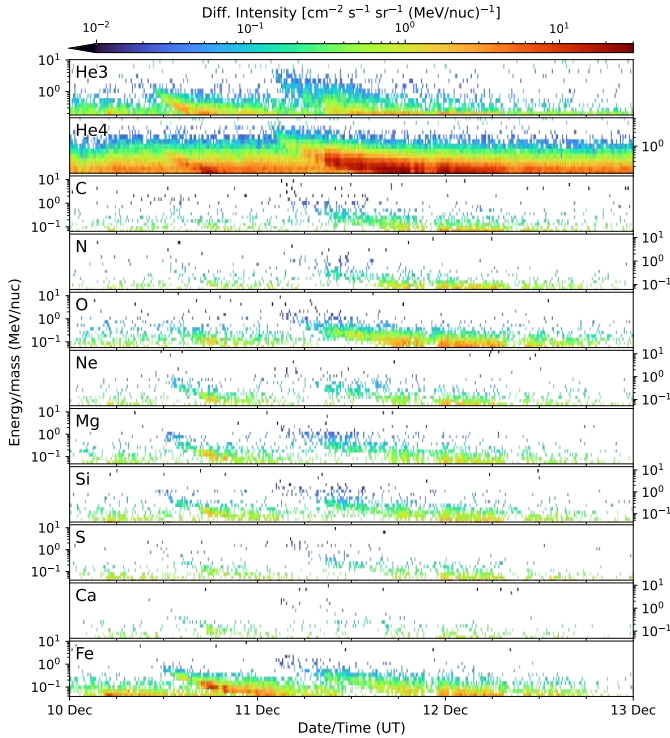 Diff. Intensity [cm⁻² s⁻¹ sr⁻¹ (MeV/nuc)⁻¹]
10⁻² 10⁻¹ 10⁰ 10¹
He3
10¹
10⁰
He4
10⁰
C
10¹
10⁰
10⁻¹
N
10¹
10⁰
10⁻¹
O
10¹
10⁰
10⁻¹
Ne
10¹
10⁰
10⁻¹
Mg
10¹
10⁰
10⁻¹
Si
10¹
10⁰
10⁻¹
S
10¹
10⁰
10⁻¹
Ca
10¹
10⁰
10⁻¹
Fe
10¹
10⁰
10⁻¹
Energy/mass (MeV/nuc)
10 Dec 11 Dec 12 Dec 13 Dec
Date/Time (UT)